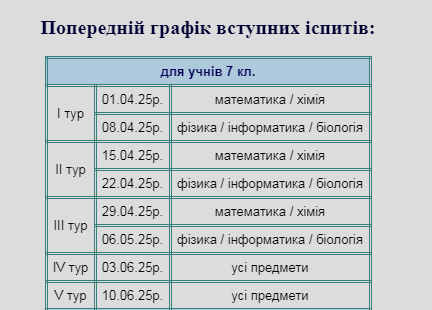 Попередній графік вступних іспитів:
для учнів 7 кл.
I тур
01.04.25р. математика / хімія
08.04.25р. фізика / інформатика / біологія
II тур
15.04.25р. математика / хімія
22.04.25р. фізика / інформатика / біологія
III тур
29.04.25р. математика / хімія
06.05.25р. фізика / інформатика / біологія
IV тур 03.06.25р. усі предмети
V тур 10.06.25р. усі предмети